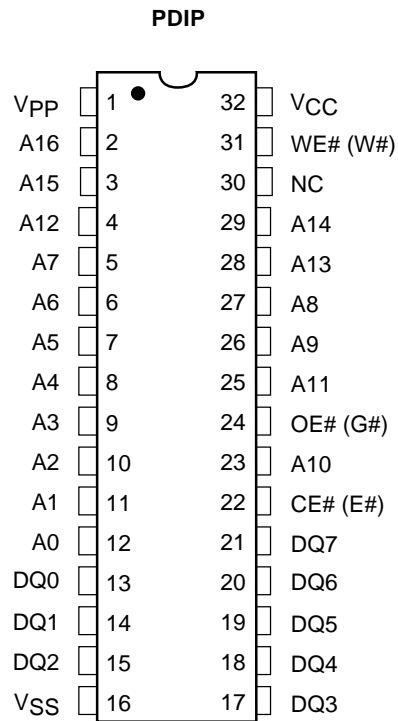 PDIP
VPP 1 32 VCC
A16 2 31 WE# (W#)
A15 3 30 NC
A12 4 29 A14
A7 5 28 A13
A6 6 27 A8
A5 7 26 A9
A4 8 25 A11
A3 9 24 OE# (G#)
A2 10 23 A10
A1 11 22 CE# (E#)
A0 12 21 DQ7
DQ0 13 20 DQ6
DQ1 14 19 DQ5
DQ2 15 18 DQ4
VSS 16 17 DQ3